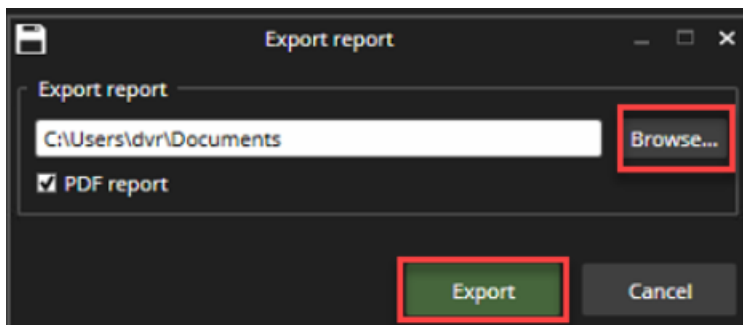 Export report
Export report
C:\Users\dvr\Documents
Browse...
PDF report
Export
Cancel